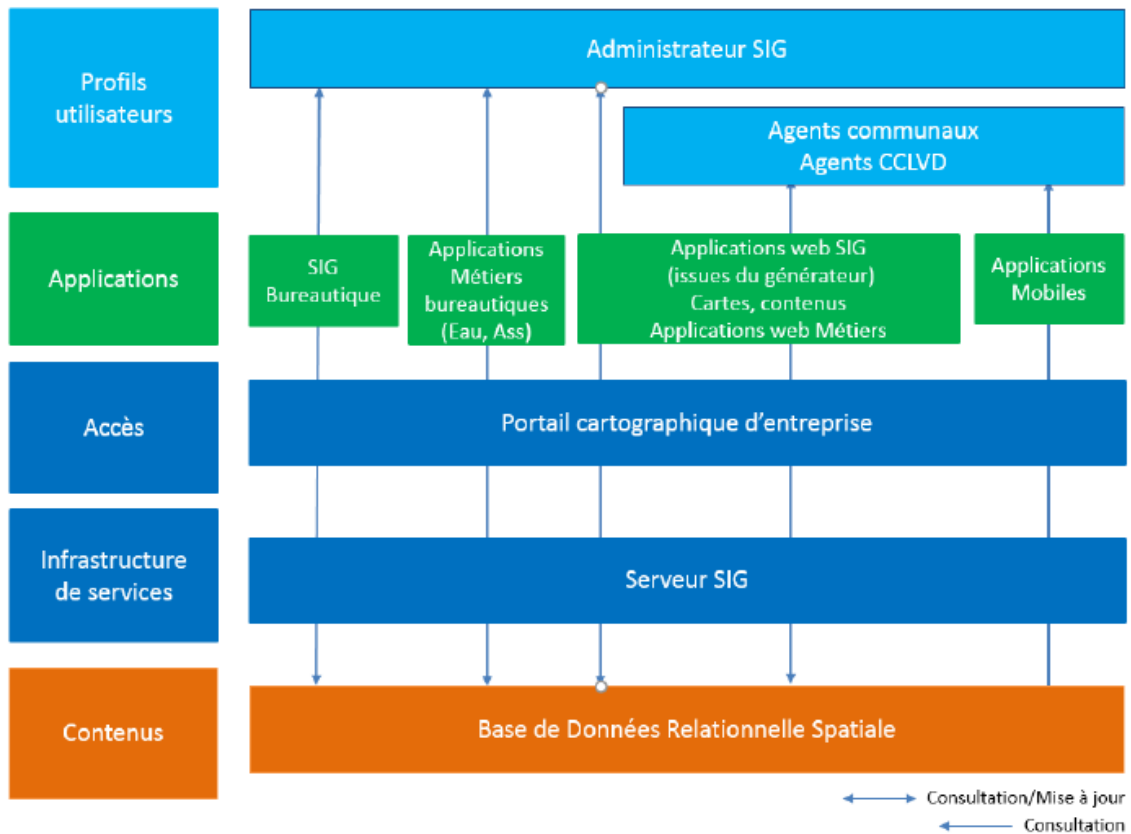 Profils
utilisateurs
Administrateur SIG
Agents communaux
Agents CCLVD
Applications
SIG
Bureautique
Applications
Métiers
bureautiques
(Eau, Ass)
Applications web SIG
(issues du générateur)
Cartes, contenus
Applications web Métiers
Applications
Mobiles
Accès
Portail cartographique d'entreprise
Infrastructure
de services
Serveur SIG
Contenus
Base de Données Relationnelle Spatiale
Consultation/Mise à jour
Consultation